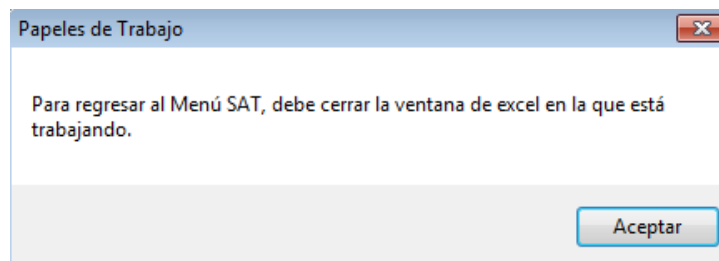 Papeles de Trabajo
Para regresar al Menú SAT, debe cerrar la ventana de excel en la que está
trabajando.
Aceptar